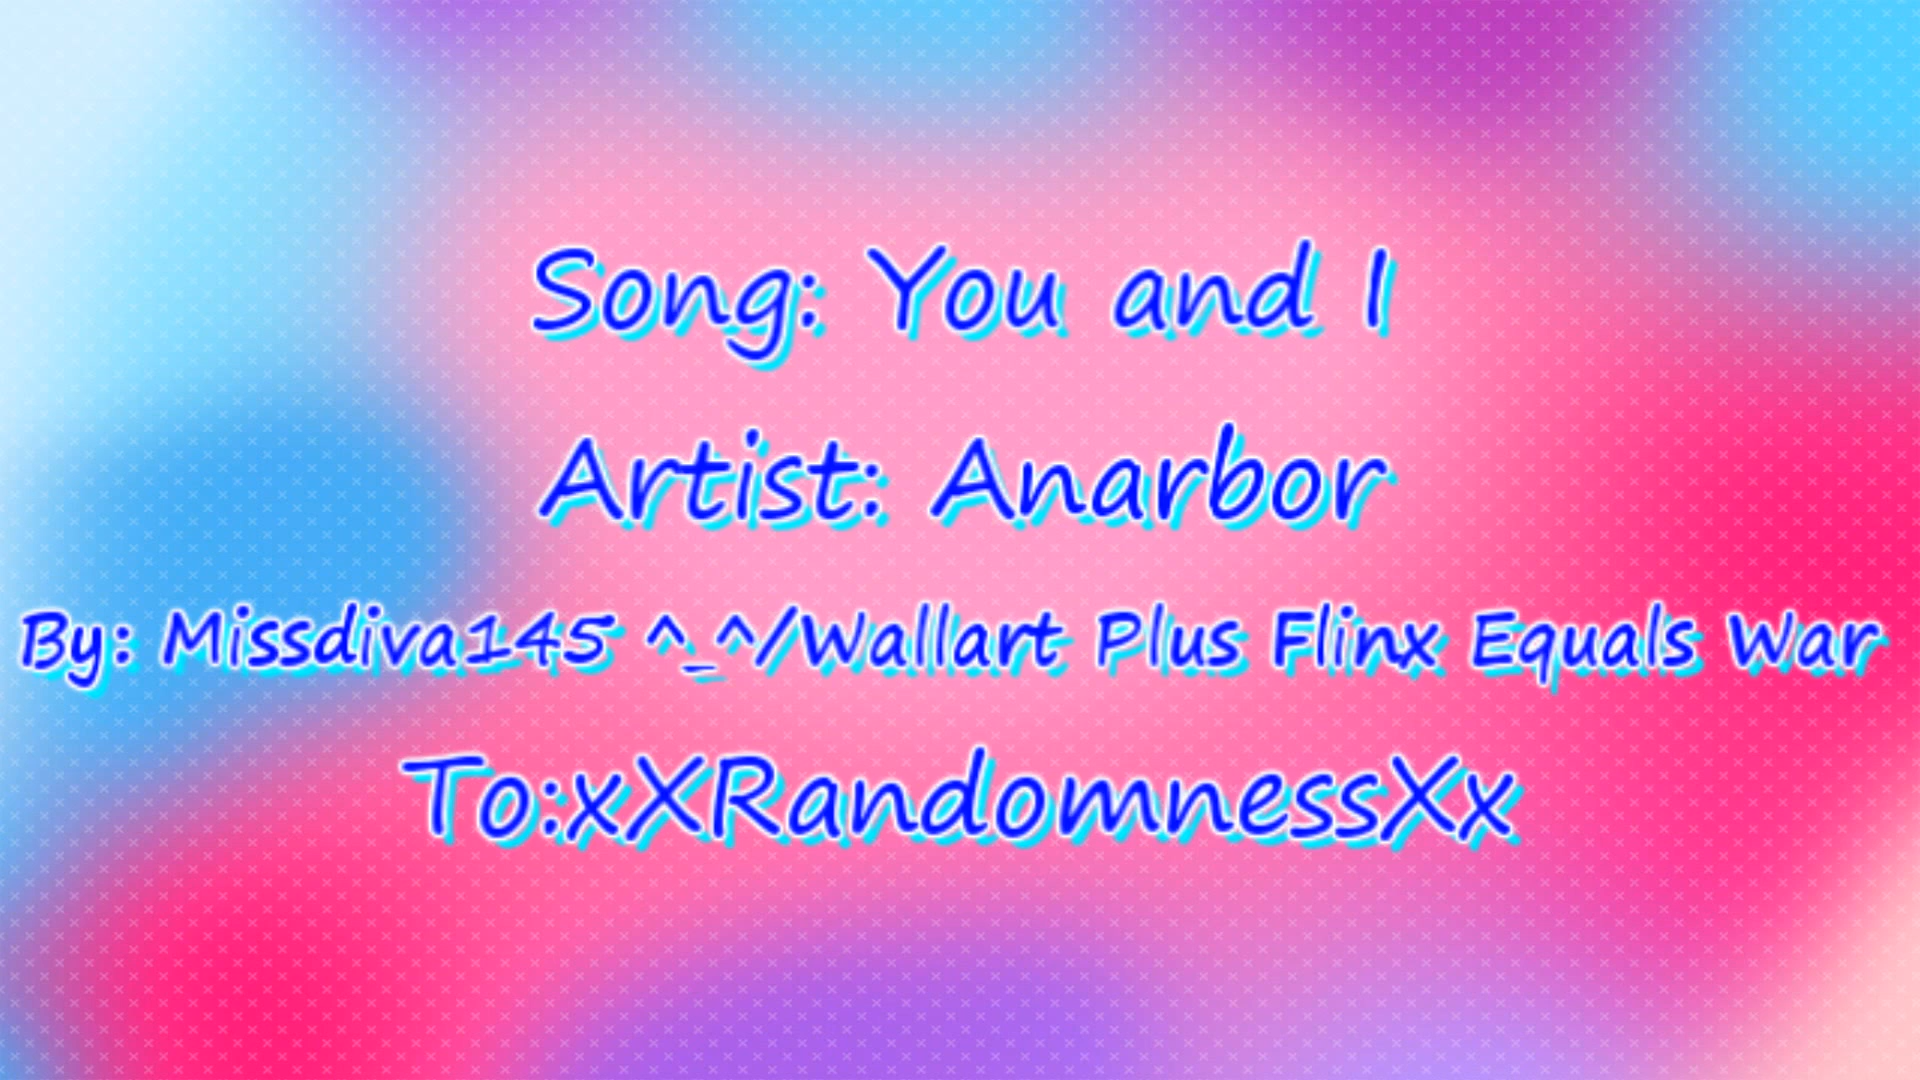 Song: You and I
Artist: Anarbor
By: Missdiva145 ^_^/Wallart Plus Flinx Equals War
To:xXRandomnessXx